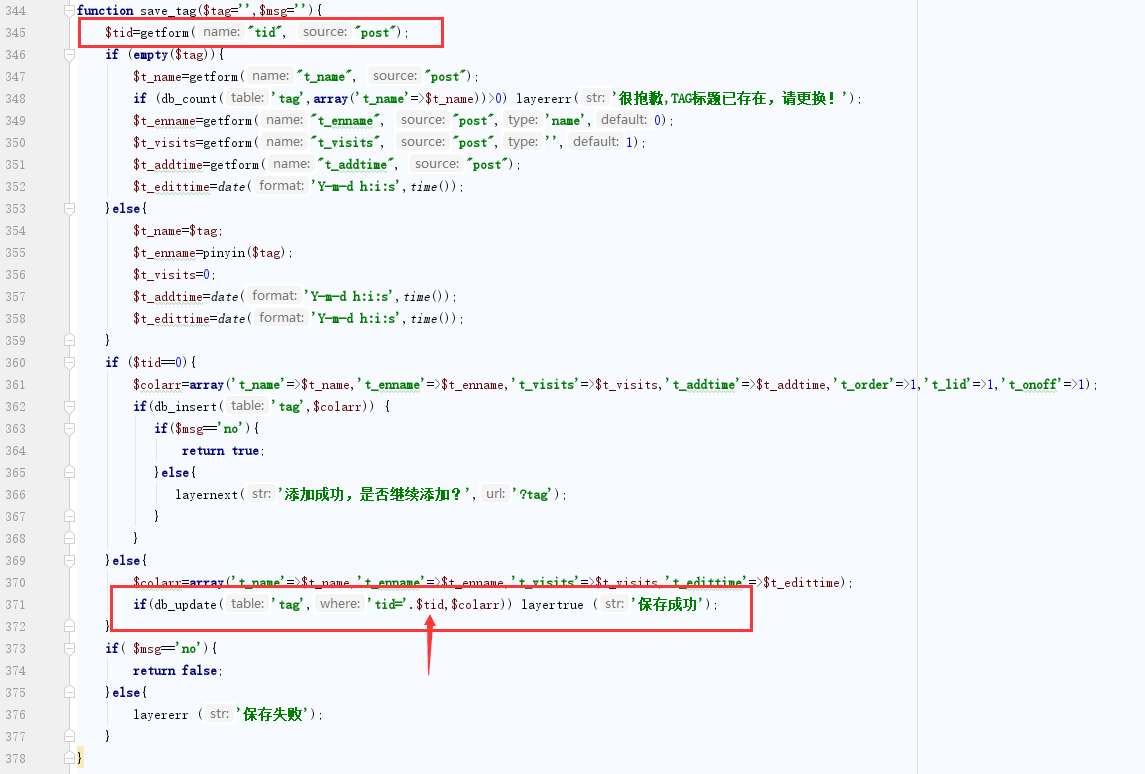 344 function save_tag($tag='',$msg=''){
345 $tid=getform( name: "tid", source: "post");
346 if (empty($tag)){
347 $t_name=getform( name: "t_name", source: "post");
348 if (db_count( table: 'tag',array('t_name'=>$t_name))>0) layererr( str: '很抱歉,TAG标题已存在，请更换！');
349 $t_enname=getform( name: "t_enname", source: "post", type: 'name', default: 0);
350 $t_visits=getform( name: "t_visits", source: "post", type: '', default: 1);
351 $t_addtime=getform( name: "t_addtime", source: "post");
352 $t_edittime=date( format: 'Y-m-d h:i:s',time());
353 }else{
354 $t_name=$tag;
355 $t_enname=pinyin($tag);
356 $t_visits=0;
357 $t_addtime=date( format: 'Y-m-d h:i:s',time());
358 $t_edittime=date( format: 'Y-m-d h:i:s',time());
359 }
360 if ($tid==0){
361 $colarr=array('t_name'=>$t_name,'t_enname'=>$t_enname,'t_visits'=>$t_visits,'t_addtime'=>$t_addtime,'t_order'=>1,'t_lid'=>1,'t_onoff'=>1);
362 if(db_insert( table: 'tag',$colarr)) {
363 if($msg=='no'){
364 return true;
365 }else{
366 layernext( str: '添加成功，是否继续添加？', url: '?tag');
367 }
368 }
369 }else{
370 $colarr=array('t_name'=>$t_name,'t_enname'=>$t_enname,'t_visits'=>$t_visits,'t_edittime'=>$t_edittime);
371 if(db_update( table: 'tag', where: 'tid='.$tid,$colarr)) layertrue ( str: '保存成功');
372 }
373 if( $msg=='no'){
374 return false;
375 }else{
376 layererr ( str: '保存失败');
377 }
378 }